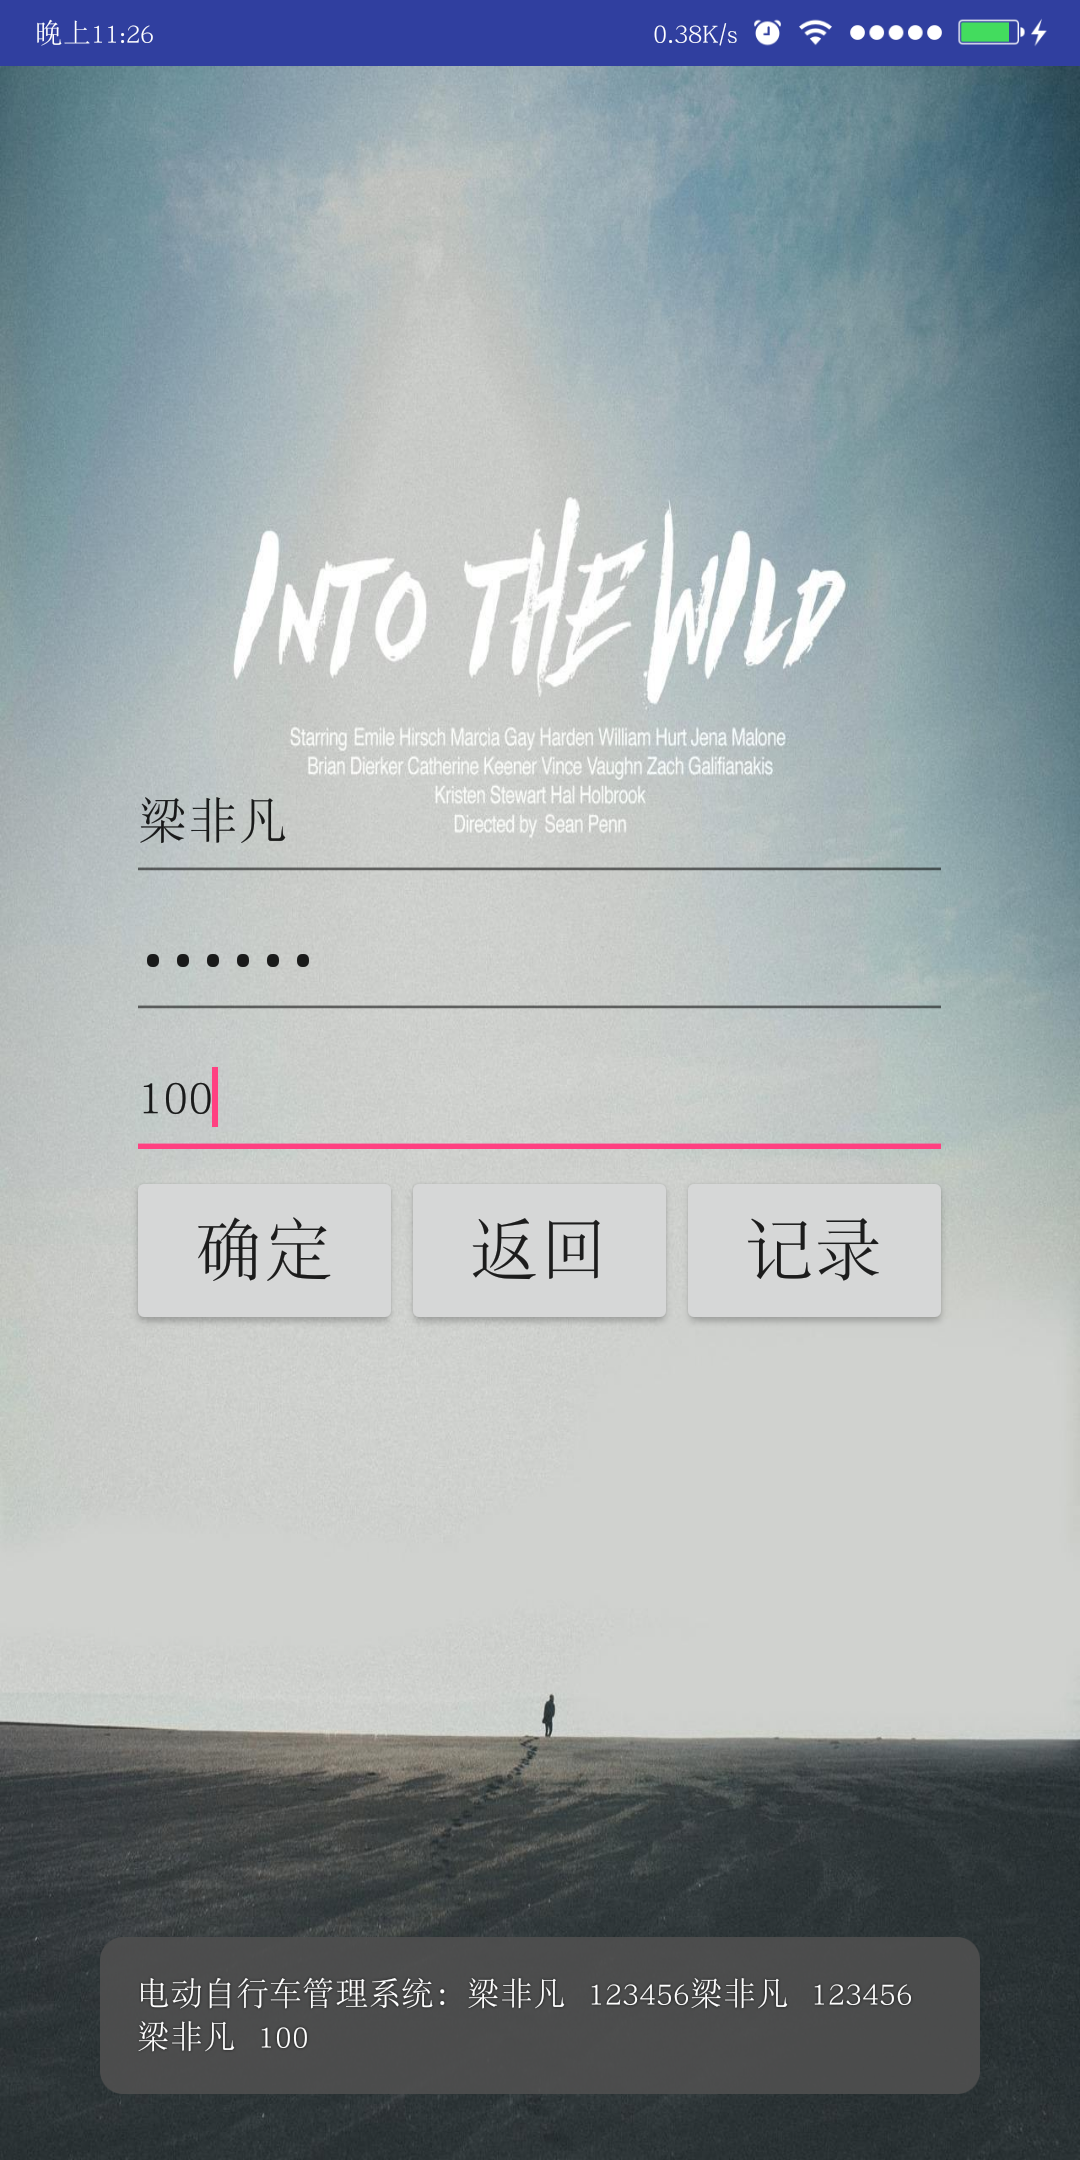 晚上11:26 0.38K/s
INTO THE WILD
Starring Emile Hirsch Marcia Gay Harden William Hurt Jena Malone
Brian Dierker Catherine Keener Vince Vaughn Zach Galifianakis
Kristen Stewart Hal Holbrook
Directed by Sean Penn
梁非凡
••••••
100
确定 返回 记录
电动自行车管理系统：梁非凡 123456梁非凡 123456
梁非凡 100